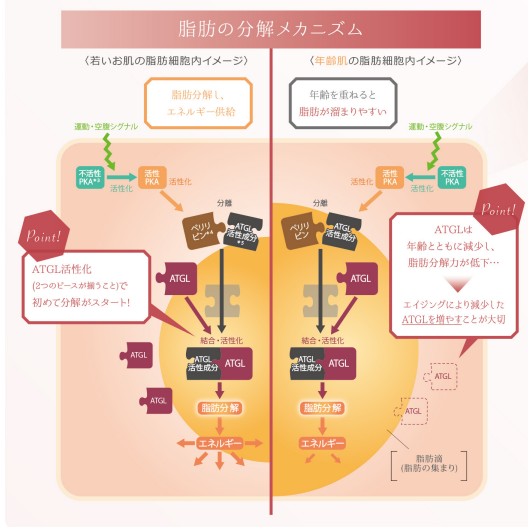 脂肪の分解メカニズム
〈若いお肌の脂肪細胞内イメージ〉
脂肪分解し、
エネルギー供給
運動・空腹シグナル
不活性
PKA*3
活性化
活性
PKA
活性化
分離
ペリリ
ピン*4
ATGL
活性成分
*5
Point!
ATGL活性化
(2つのピースが揃うこと)で
初めて分解がスタート!
ATGL
結合・活性化
ATGL
活性成分
ATGL
ATGL
ATGL
脂肪分解
エネルギー
〈年齢肌の脂肪細胞内イメージ〉
年齢を重ねると
脂肪が溜まりやすい
運動・空腹シグナル
活性化
活性
PKA
活性化
不活性
PKA
分離
ペリリ
ピン
ATGL
活性成分
Point!
ATGLは
年齢とともに減少し、
脂肪分解力が低下…
エイジングにより減少した
ATGLを増やすことが大切
ATGL
結合・活性化
ATGL
活性成分
ATGL
ATGL
ATGL
脂肪分解
エネルギー
脂肪滴
(脂肪の集まり)